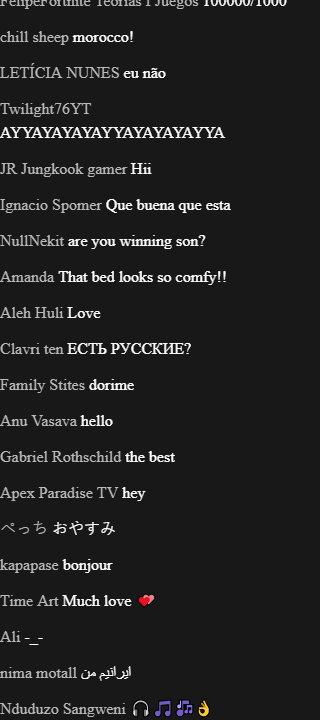 FelipeFortnite Teorias I Juegos 100000/1000
chill sheep morocco!
LETÍCIA NUNES eu não
Twilight76YT
AYYAYAYAYAYYAYAYAYAYYA
JR Jungkook gamer Hii
Ignacio Spomer Que buena que esta
NullNekit are you winning son?
Amanda That bed looks so comfy!!
Aleh Huli Love
Clavri ten ЕСТЬ РУССКИЕ?
Family Stites dorime
Anu Vasava hello
Gabriel Rothschild the best
Apex Paradise TV hey
ぺっち おやすみ
kapapase bonjour
Time Art Much love 💕
Ali -_-
nima motall ایرانیم من
Nduduzo Sangweni 🎧🎵🎶👌